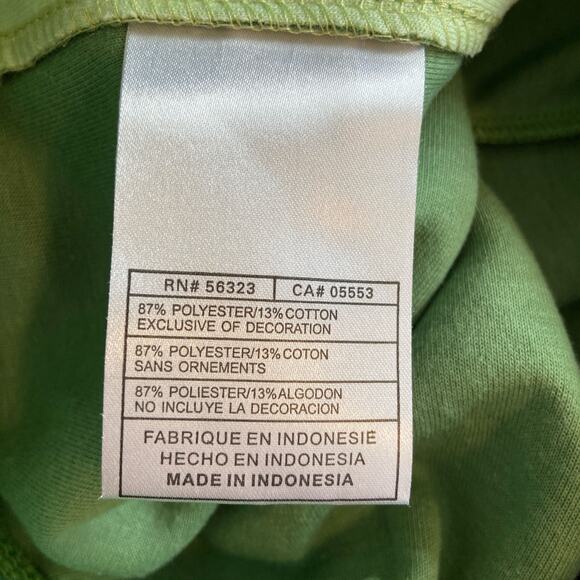 RN# 56323 CA# 05553
87% POLYESTER/13% COTTON
EXCLUSIVE OF DECORATION
87% POLYESTER/13% COTON
SANS ORNEMENTS
87% POLIESTER/13%ALGODON
NO INCLUYE LA DECORACION
FABRIQUE EN INDONESIE
HECHO EN INDONESIA
MADE IN INDONESIA